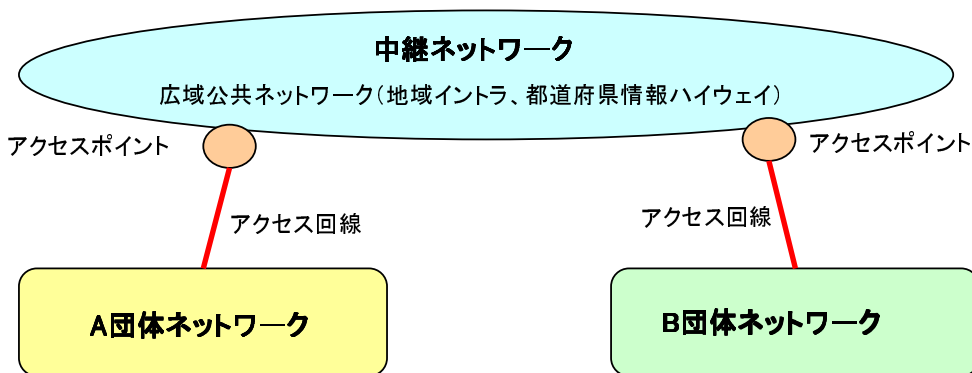 中継ネットワーク
広域公共ネットワーク(地域イントラ、都道府県情報ハイウェイ)
アクセスポイント
アクセスポイント
アクセス回線
アクセス回線
A団体ネットワーク
B団体ネットワーク